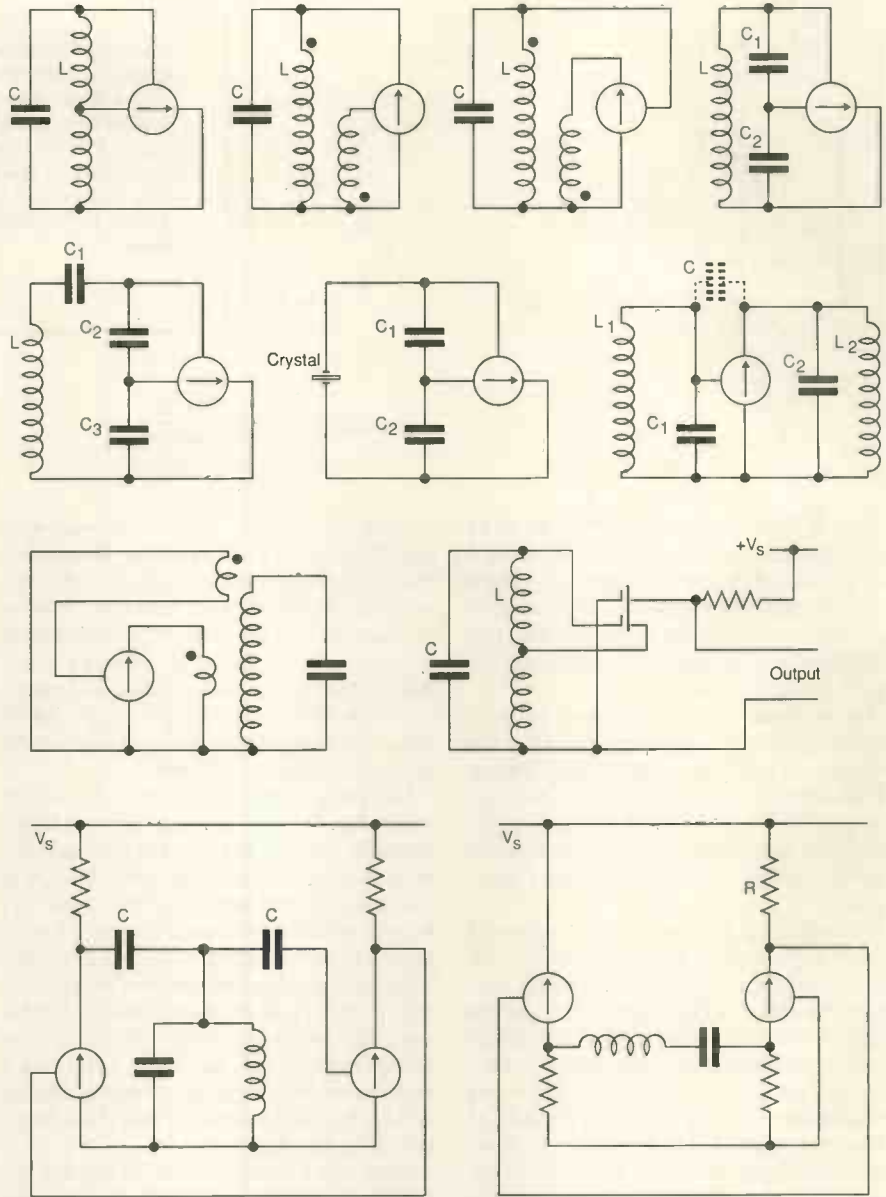 C L
C L
C L
L C1 C2
L C1 C2 C3
Crystal C1 C2
L1 C1 C C2 L2
C L +Vs Output
Vs C C
Vs R